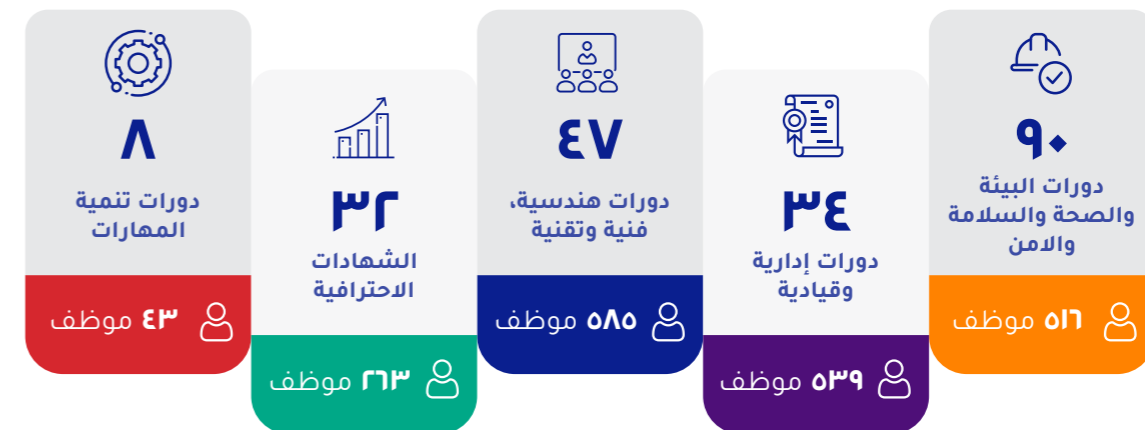 ٩٠
دورات البيئة
والصحة والسلامة
والامن
٥١٦ موظف
٣٤
دورات إدارية
وقيادية
٥٣٩ موظف
٤٧
دورات هندسية،
فنية وتقنية
٥٨٥ موظف
٣٢
الشهادات
الاحترافية
٢٦٣ موظف
٨
دورات تنمية
المهارات
٤٣ موظف